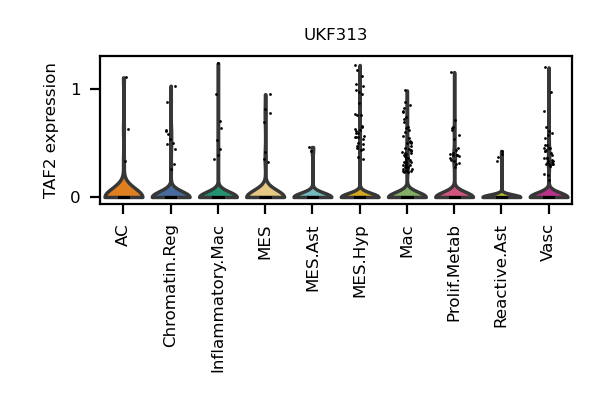 UKF313
TAF2 expression
1
0
AC
Chromatin.Reg
Inflammatory.Mac
MES
MES.Ast
MES.Hyp
Mac
Prolif.Metab
Reactive.Ast
Vasc